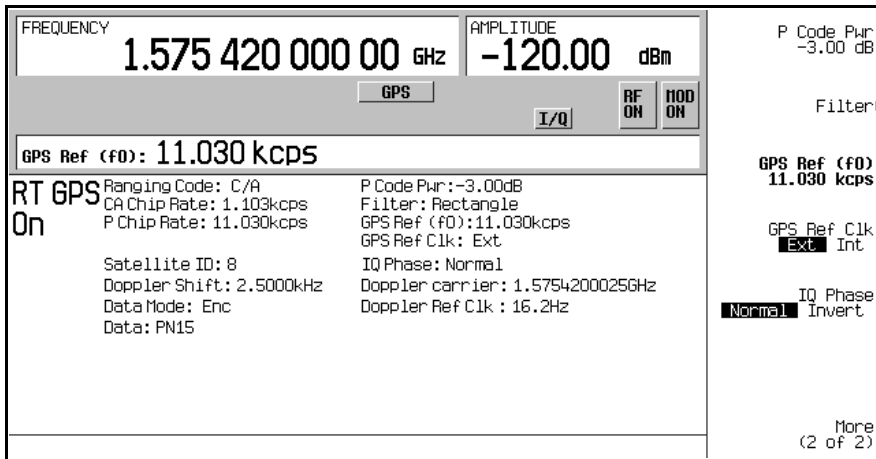 FREQUENCY
1.575 420 000 00 GHz
AMPLITUDE
-120.00 dBm
GPS
I/Q
RF ON
MOD ON
GPS Ref (f0): 11.030 kcps
RT GPS On
Ranging Code: C/A
CA Chip Rate: 1.103kcps
P Chip Rate: 11.030kcps
P Code Pwr:-3.00dB
Filter: Rectangle
GPS Ref (f0):11.030kcps
GPS Ref Clk: Ext
Satellite ID: 8
Doppler Shift: 2.5000kHz
Data Mode: Enc
Data: PN15
IQ Phase: Normal
Doppler carrier: 1.5754200025GHz
Doppler Ref Clk : 16.2Hz
P Code Pwr
-3.00 dB
Filter
GPS Ref (f0)
11.030 kcps
GPS Ref Clk
Ext Int
IQ Phase
Normal Invert
More
(2 of 2)